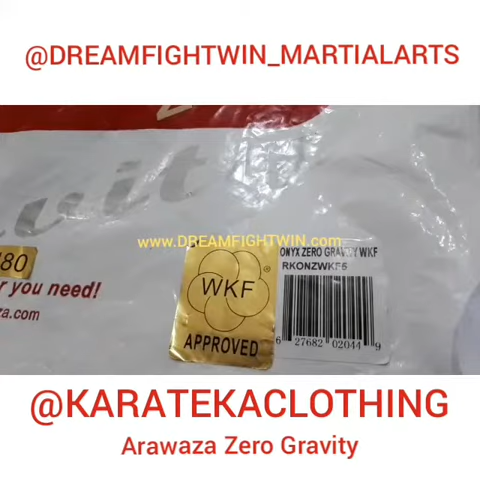 @DREAMFIGHTWIN_MARTIALARTS
uit
www.DREAMFIGHTWIN.com
ONYX ZERO GRAVITY WKF
RKONZWKF5
80
r you need!
za.com
WKF
®
APPROVED
6 27682 02044 9
@KARATEKACLOTHING
Arawaza Zero Gravity